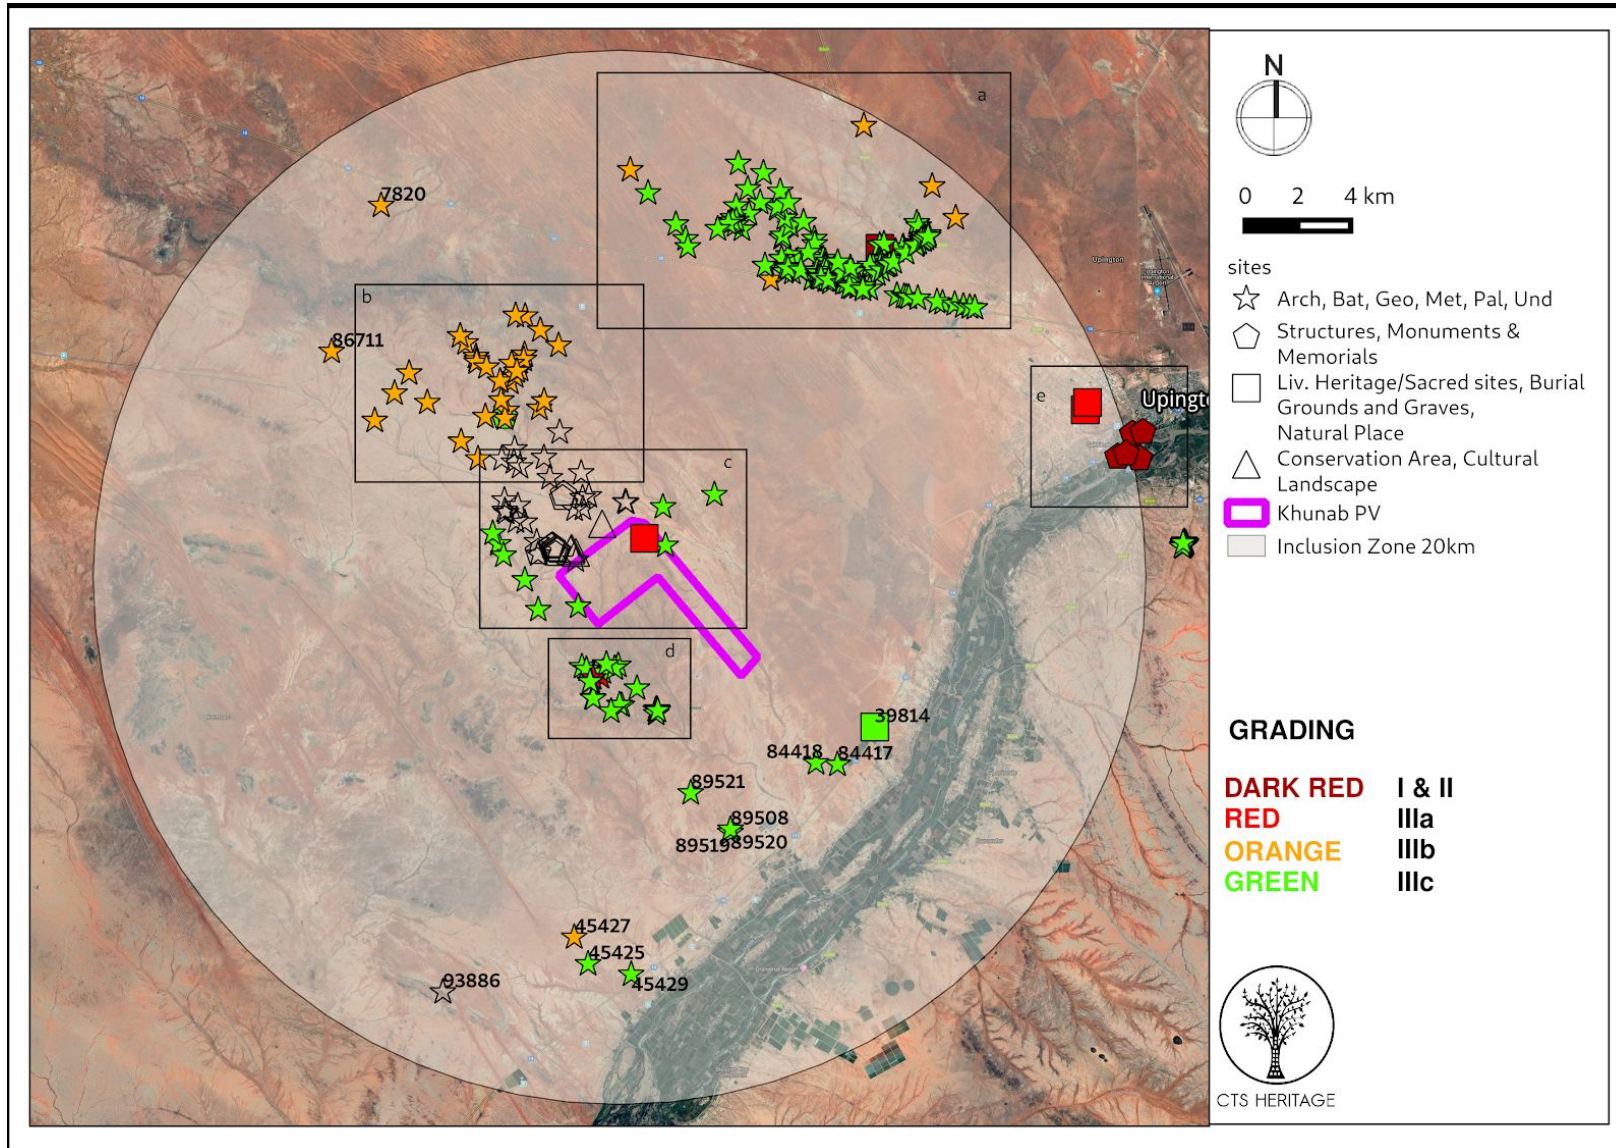 a
7820
b
86711
e
Upington
Upington
c
d
39814
84418
84417
89521
89508
89519
89520
45427
45425
45429
93886
N
0 2 4 km
sites
Arch, Bat, Geo, Met, Pal, Und
Structures, Monuments &
Memorials
Liv. Heritage/Sacred sites, Burial
Grounds and Graves,
Natural Place
Conservation Area, Cultural
Landscape
Khunab PV
Inclusion Zone 20km
GRADING
DARK RED I & II
RED IIIa
ORANGE IIIb
GREEN IIIc
CTS HERITAGE